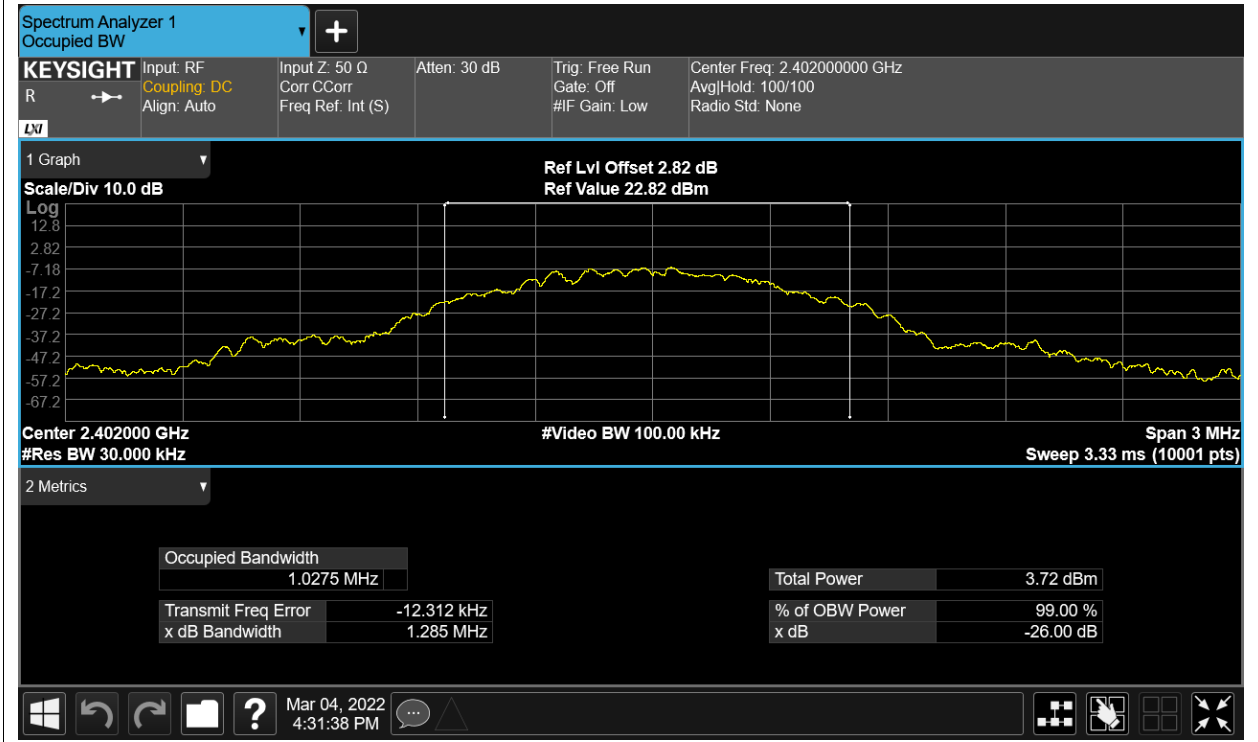 Spectrum Analyzer 1
Occupied BW
KEYSIGHT
R
LXI
Input: RF
Coupling: DC
Align: Auto
Input Z: 50 Ω
Corr CCorr
Freq Ref: Int (S)
Atten: 30 dB
Trig: Free Run
Gate: Off
#IF Gain: Low
Center Freq: 2.402000000 GHz
Avg|Hold: 100/100
Radio Std: None
1 Graph
Scale/Div 10.0 dB
Ref Lvl Offset 2.82 dB
Ref Value 22.82 dBm
Log
12.8
2.82
-7.18
-17.2
-27.2
-37.2
-47.2
-57.2
-67.2
Center 2.402000 GHz
#Res BW 30.000 kHz
#Video BW 100.00 kHz
Span 3 MHz
Sweep 3.33 ms (10001 pts)
2 Metrics
Occupied Bandwidth
1.0275 MHz
Transmit Freq Error -12.312 kHz
x dB Bandwidth 1.285 MHz
Total Power 3.72 dBm
% of OBW Power 99.00 %
x dB -26.00 dB
?
Mar 04, 2022
4:31:38 PM